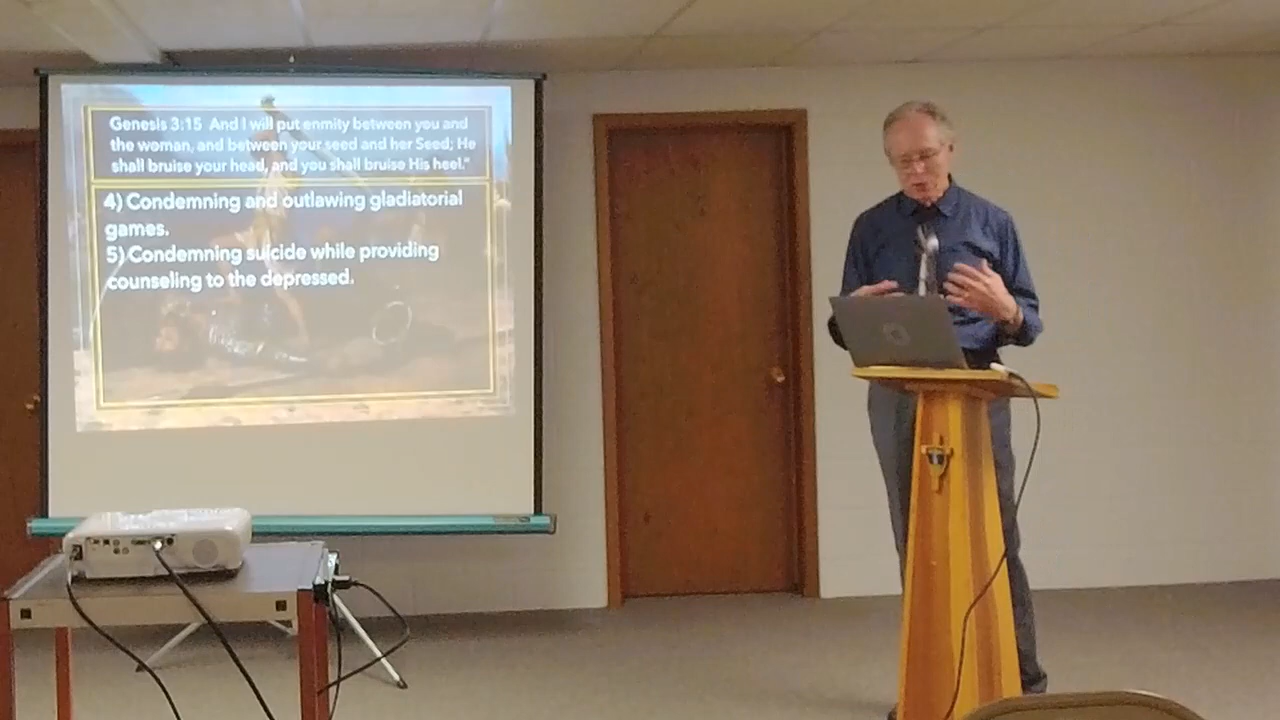 Genesis 3:15 And I will put enmity between you and
the woman, and between your seed and her Seed; He
shall bruise your head, and you shall bruise His heel."
4) Condemning and outlawing gladiatorial
games.
5) Condemning suicide while providing
counseling to the depressed.